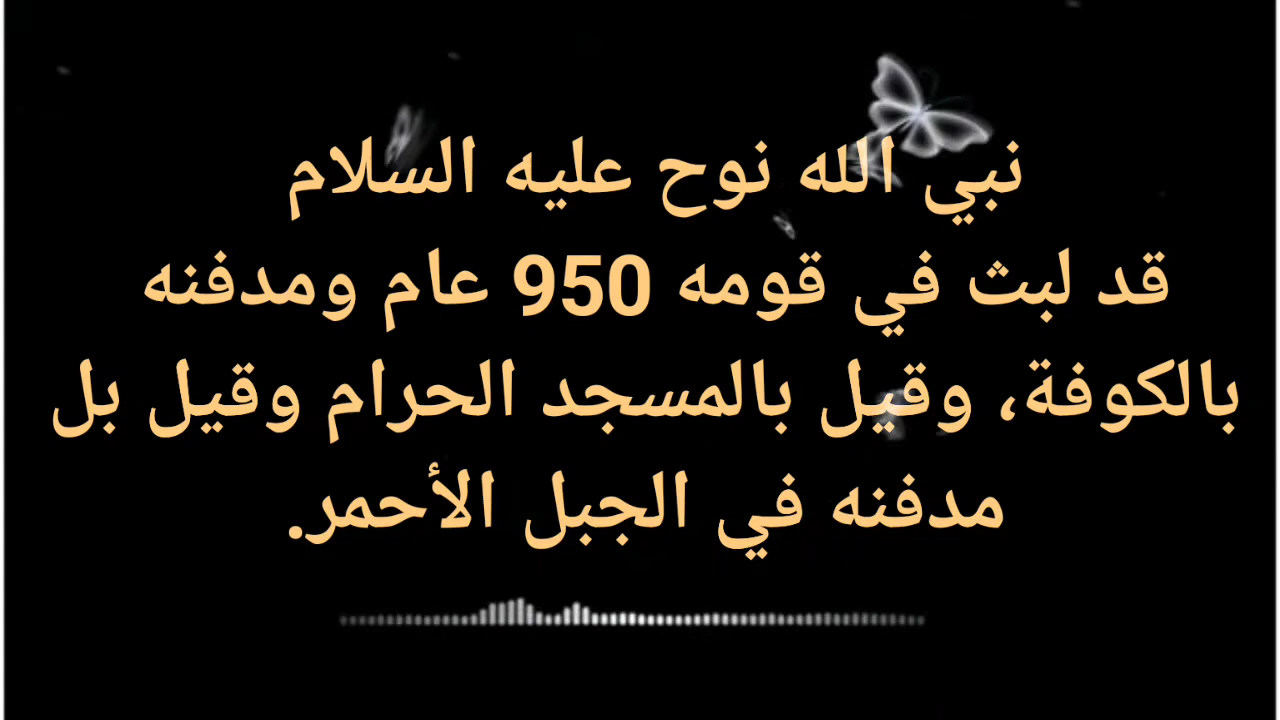 نبي الله نوح عليه السلام
قد لبث في قومه 950 عام ومدفنه
بالكوفة، وقيل بالمسجد الحرام وقيل بل
مدفنه في الجبل الأحمر.